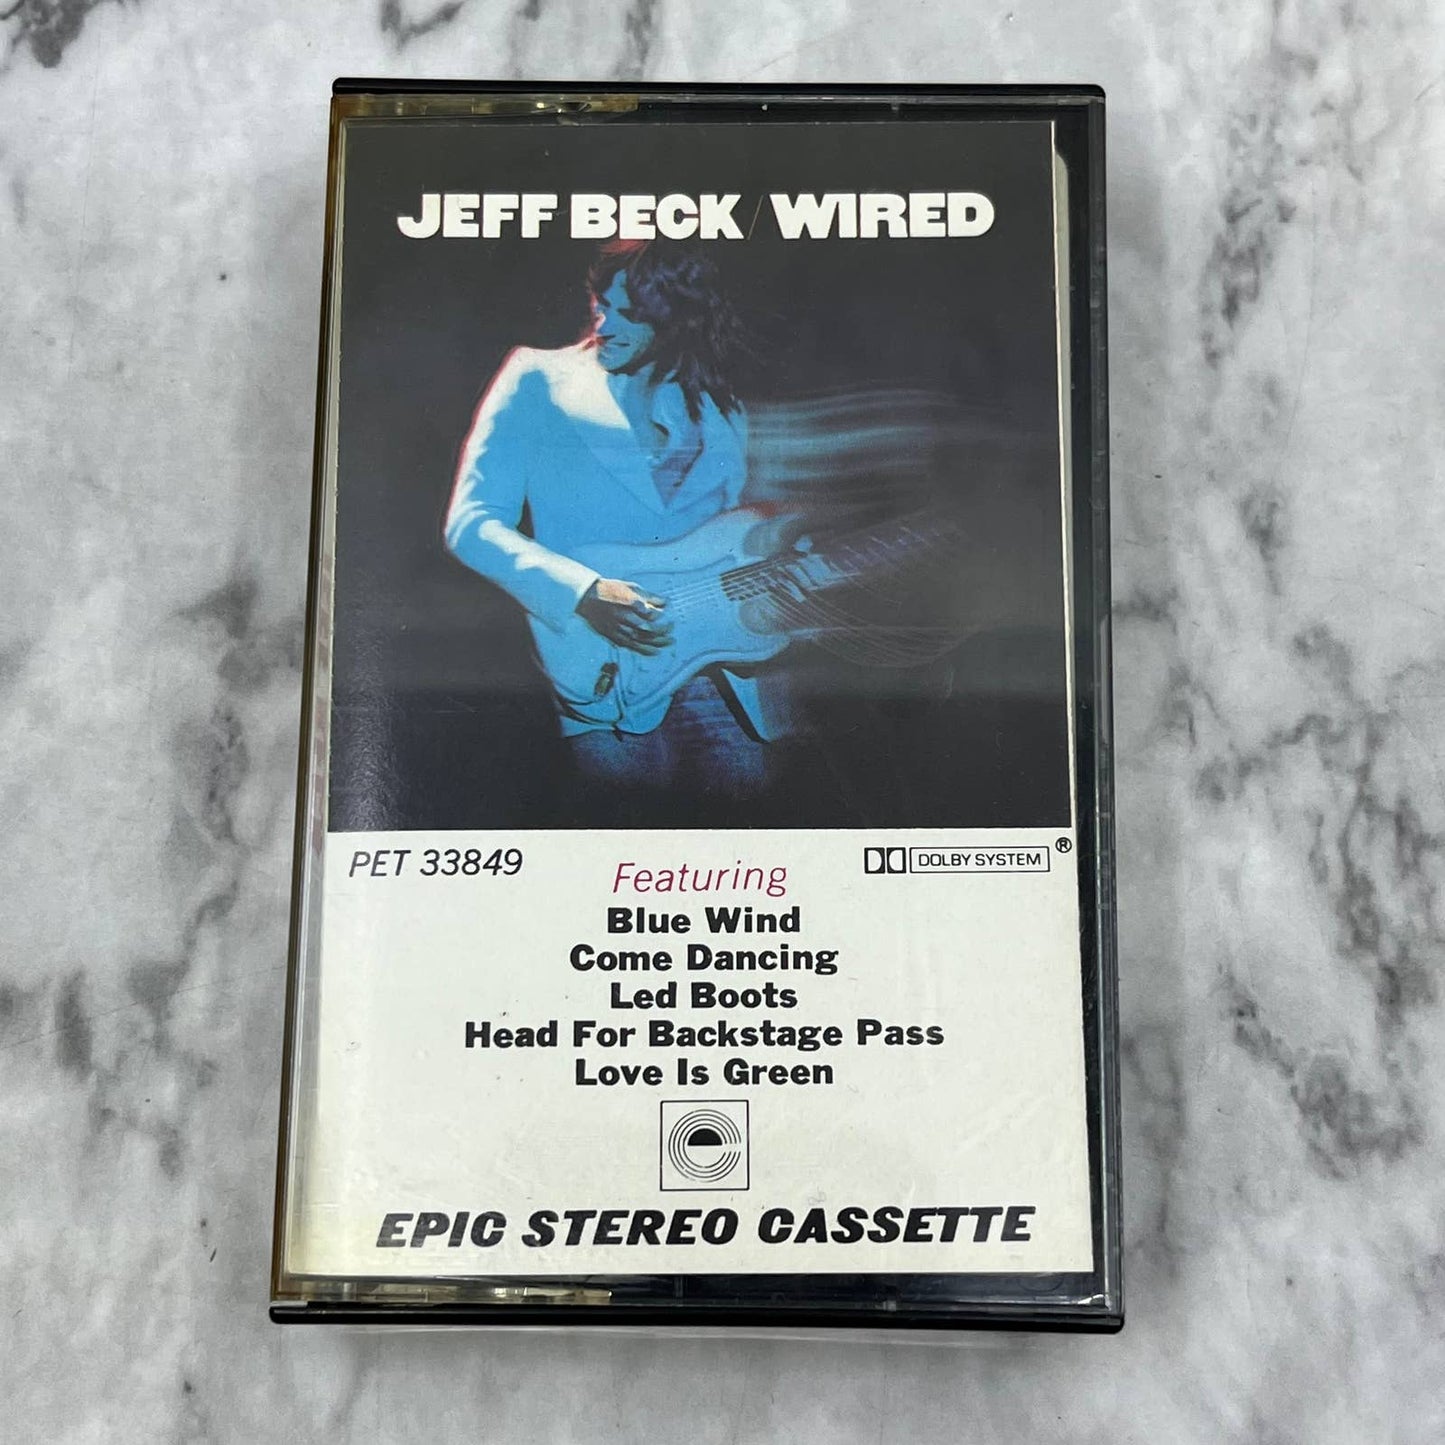 JEFF BECK/WIRED
PET 33849
Featuring
DOLBY SYSTEM®
Blue Wind
Come Dancing
Led Boots
Head For Backstage Pass
Love Is Green
EPIC STEREO CASSETTE